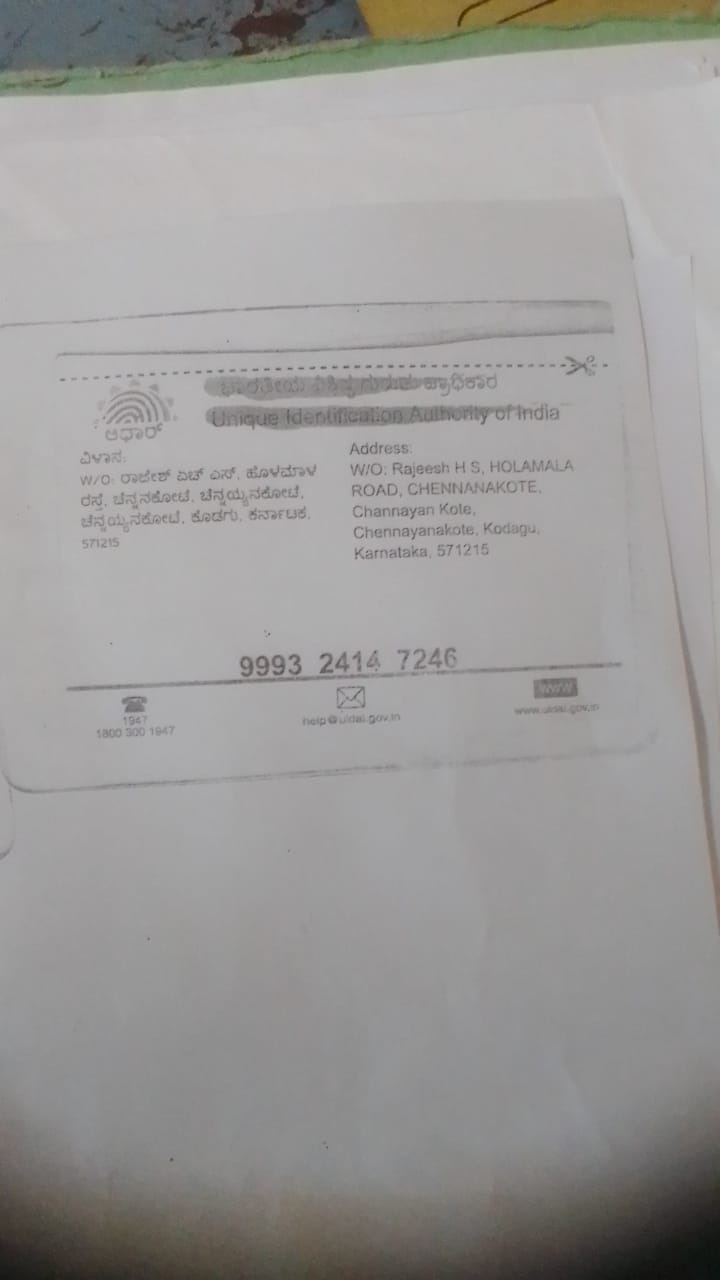 ಭಾರತೀಯ ವಿಶಿಷ್ಟ ಗುರುತು ಪ್ರಾಧಿಕಾರ
Unique Identification Authority of India
ಆಧಾರ್
ವಿಳಾಸ:
W/O: ರಾಜೇಶ್ ಎಚ್ ಎಸ್, ಹೊಳಮಾಳ
ರಸ್ತೆ, ಚೆನ್ನನಕೋಟೆ, ಚೆನ್ನಯ್ಯನಕೋಟೆ,
ಚೆನ್ನಯ್ಯನಕೋಟೆ, ಕೊಡಗು, ಕರ್ನಾಟಕ,
571215
Address:
W/O: Rajeesh H S, HOLAMALA
ROAD, CHENNANAKOTE,
Channayan Kote,
Chennayanakote, Kodagu,
Karnataka, 571215
9993 2414 7246
1947
1800 300 1947
help@uidai.gov.in
www
www.uidai.gov.in